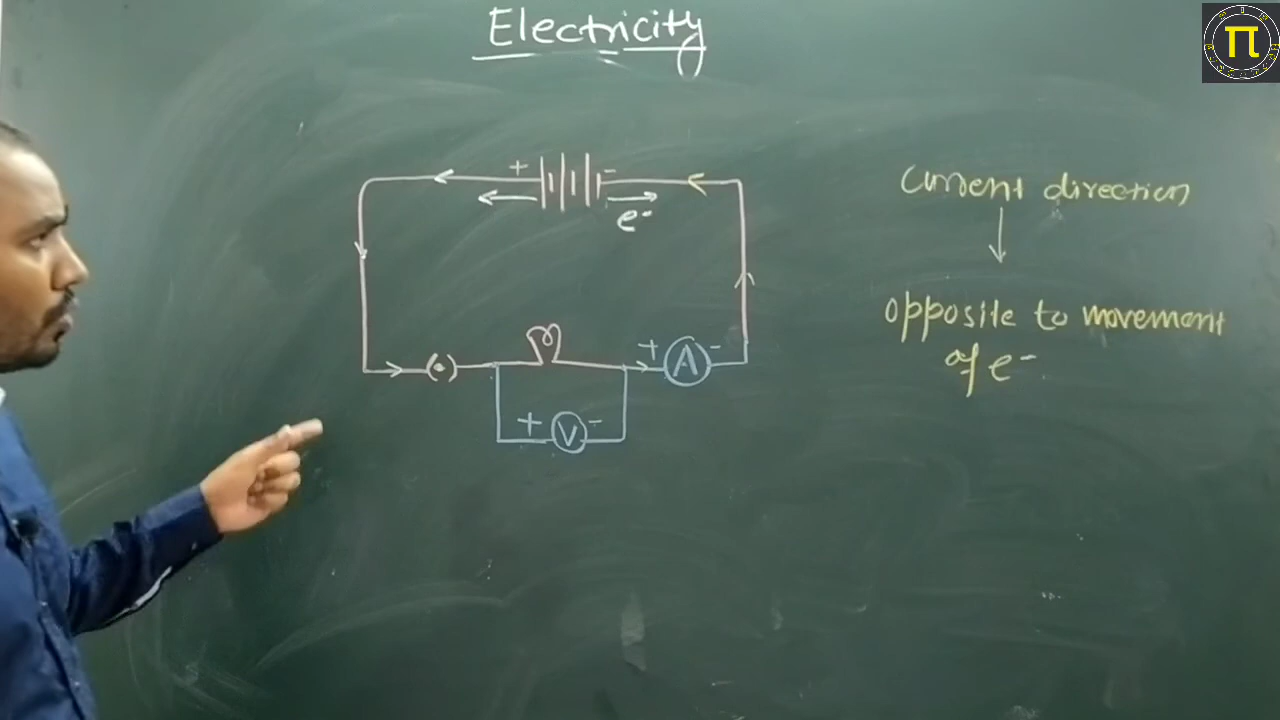 Electricity
+ -
e-
Current direction
opposite to movement
of e-
+ A -
+ V -
π